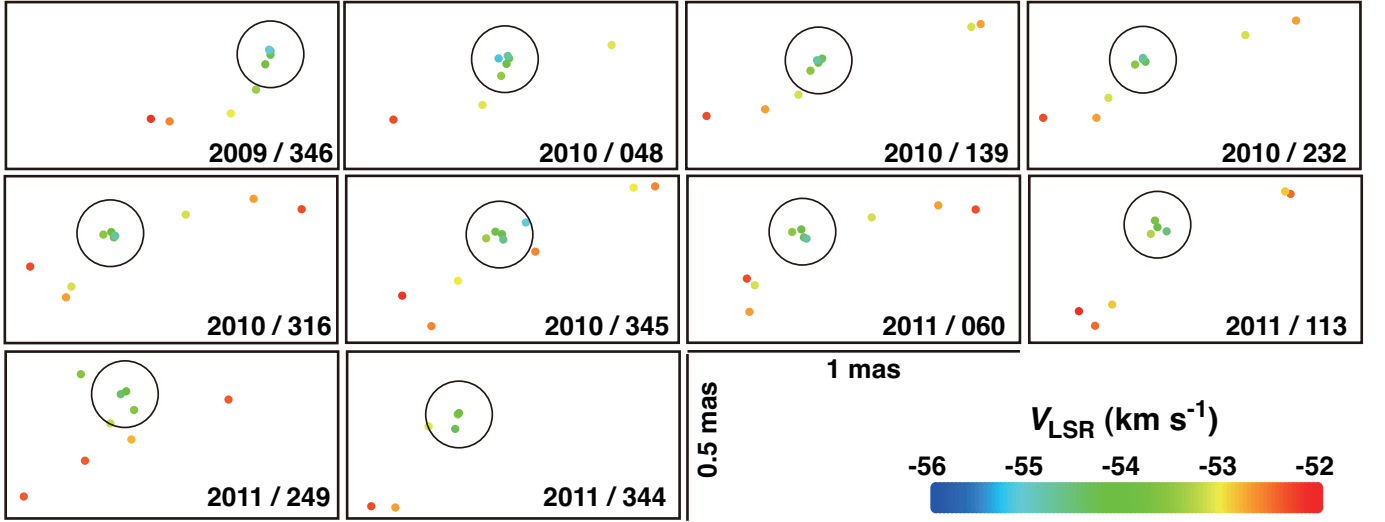 2009 / 346
2010 / 048
2010 / 139
2010 / 232
2010 / 316
2010 / 345
2011 / 060
2011 / 113
2011 / 249
2011 / 344
1 mas
0.5 mas
V_LSR (km s⁻¹)
-56 -55 -54 -53 -52